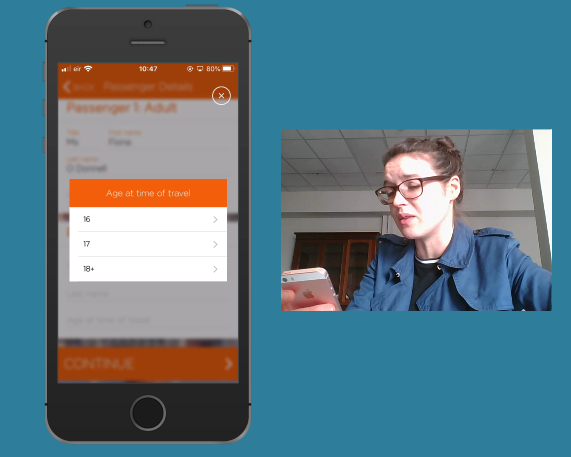 eir 10:47 80%
BACK Passenger Details
Passenger 1: Adult
Title First name
Ms Fiona
Last name
O Donnell
Age at time of travel
16
17
18+
Last name
Age at time of travel
CONTINUE